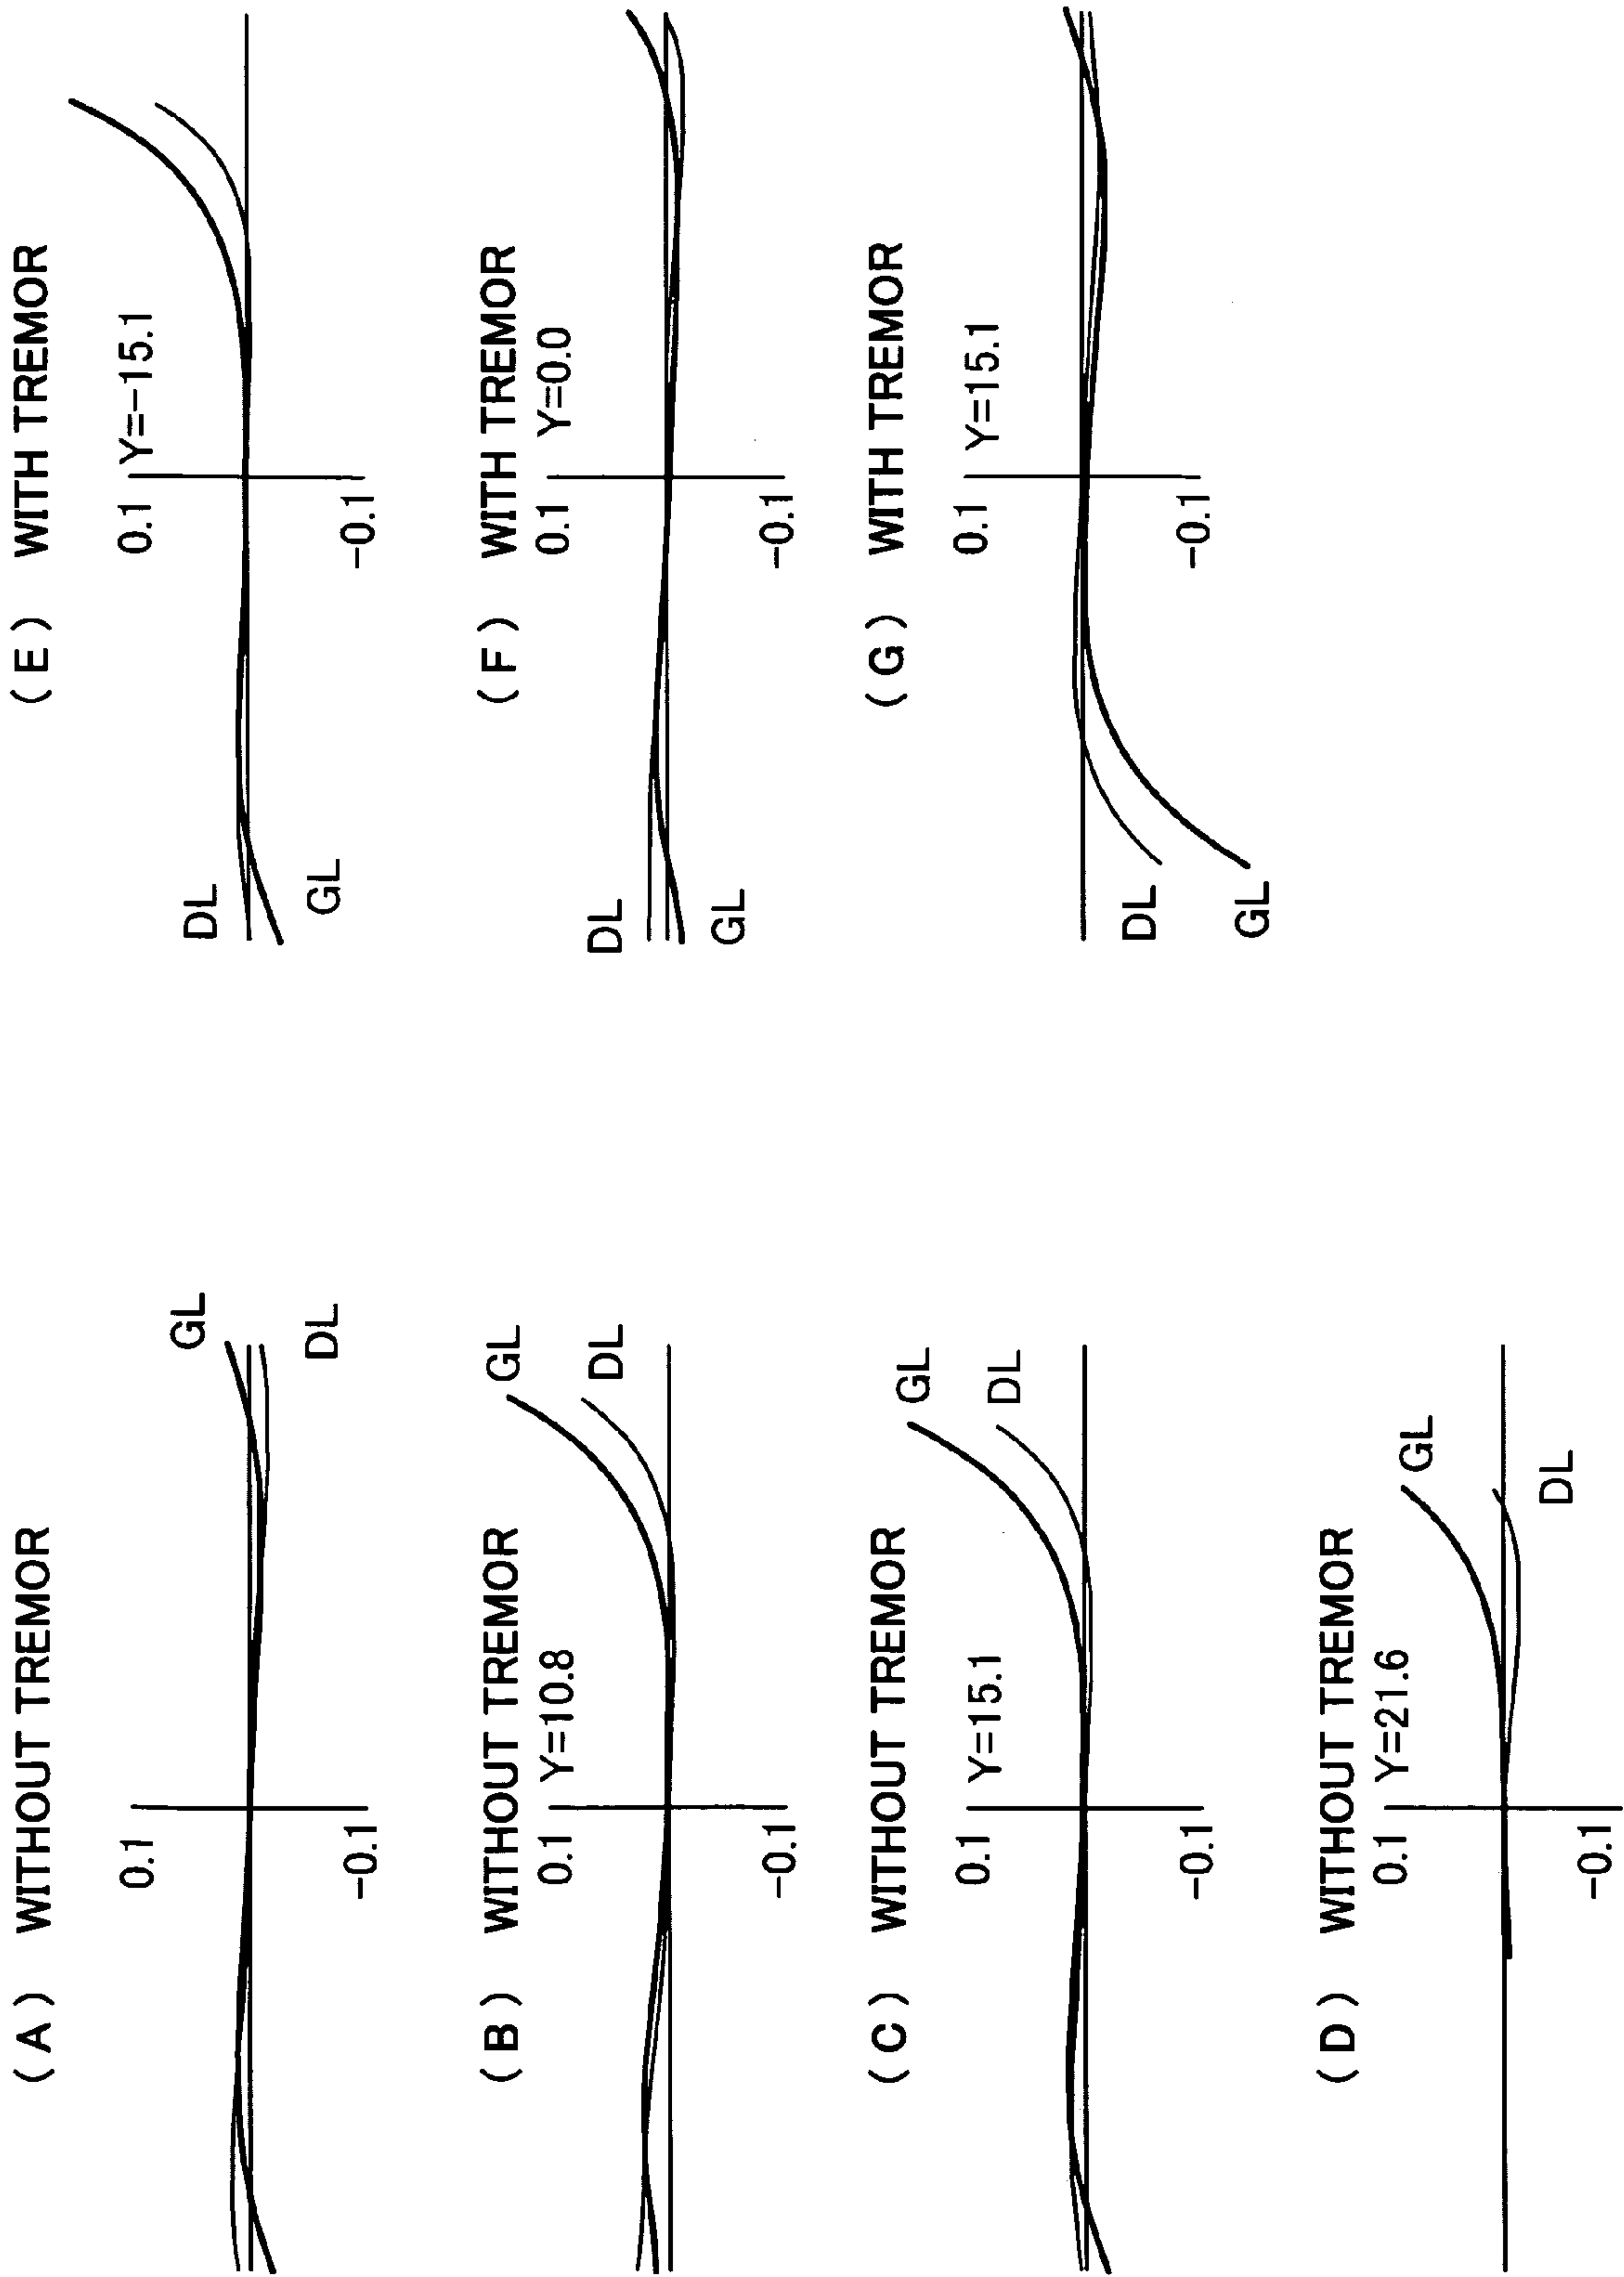 (A) WITHOUT TREMOR
0.1
-0.1
GL
DL
(B) WITHOUT TREMOR
0.1 Y=10.8
-0.1
GL
DL
(C) WITHOUT TREMOR
0.1 Y=15.1
-0.1
GL
DL
(D) WITHOUT TREMOR
0.1 Y=21.6
-0.1
GL
DL
(E) WITH TREMOR
0.1 Y=-15.1
-0.1
DL
GL
(F) WITH TREMOR
0.1 Y=0.0
-0.1
DL
GL
(G) WITH TREMOR
0.1 Y=15.1
-0.1
DL
GL